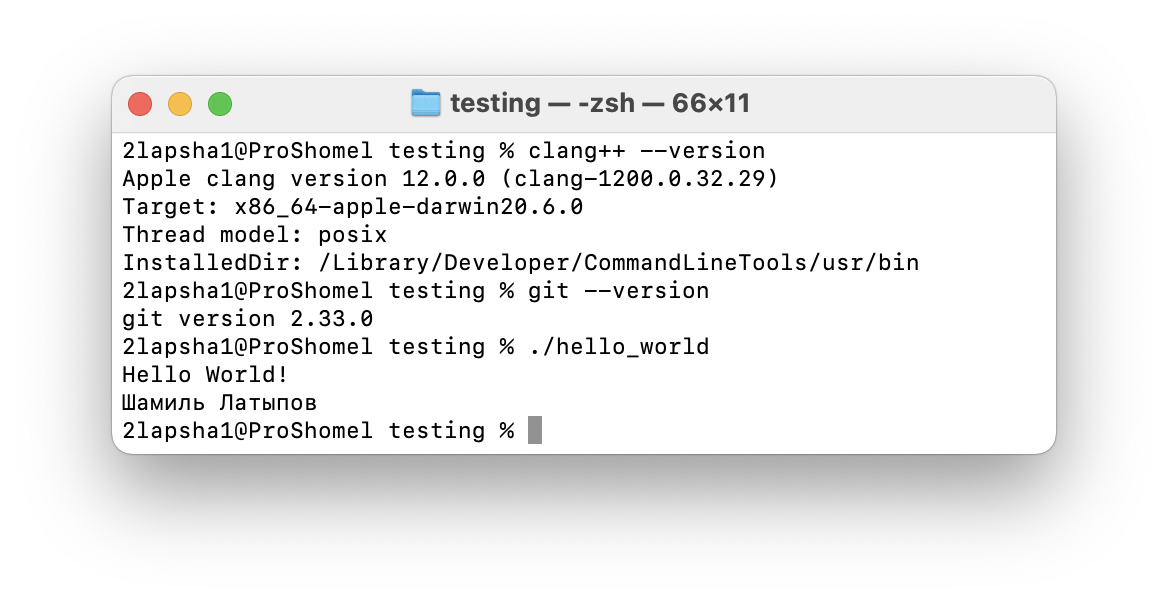 testing — -zsh — 66×11
2lapsha1@ProShomel testing % clang++ --version
Apple clang version 12.0.0 (clang-1200.0.32.29)
Target: x86_64-apple-darwin20.6.0
Thread model: posix
InstalledDir: /Library/Developer/CommandLineTools/usr/bin
2lapsha1@ProShomel testing % git --version
git version 2.33.0
2lapsha1@ProShomel testing % ./hello_world
Hello World!
Шамиль Латыпов
2lapsha1@ProShomel testing %